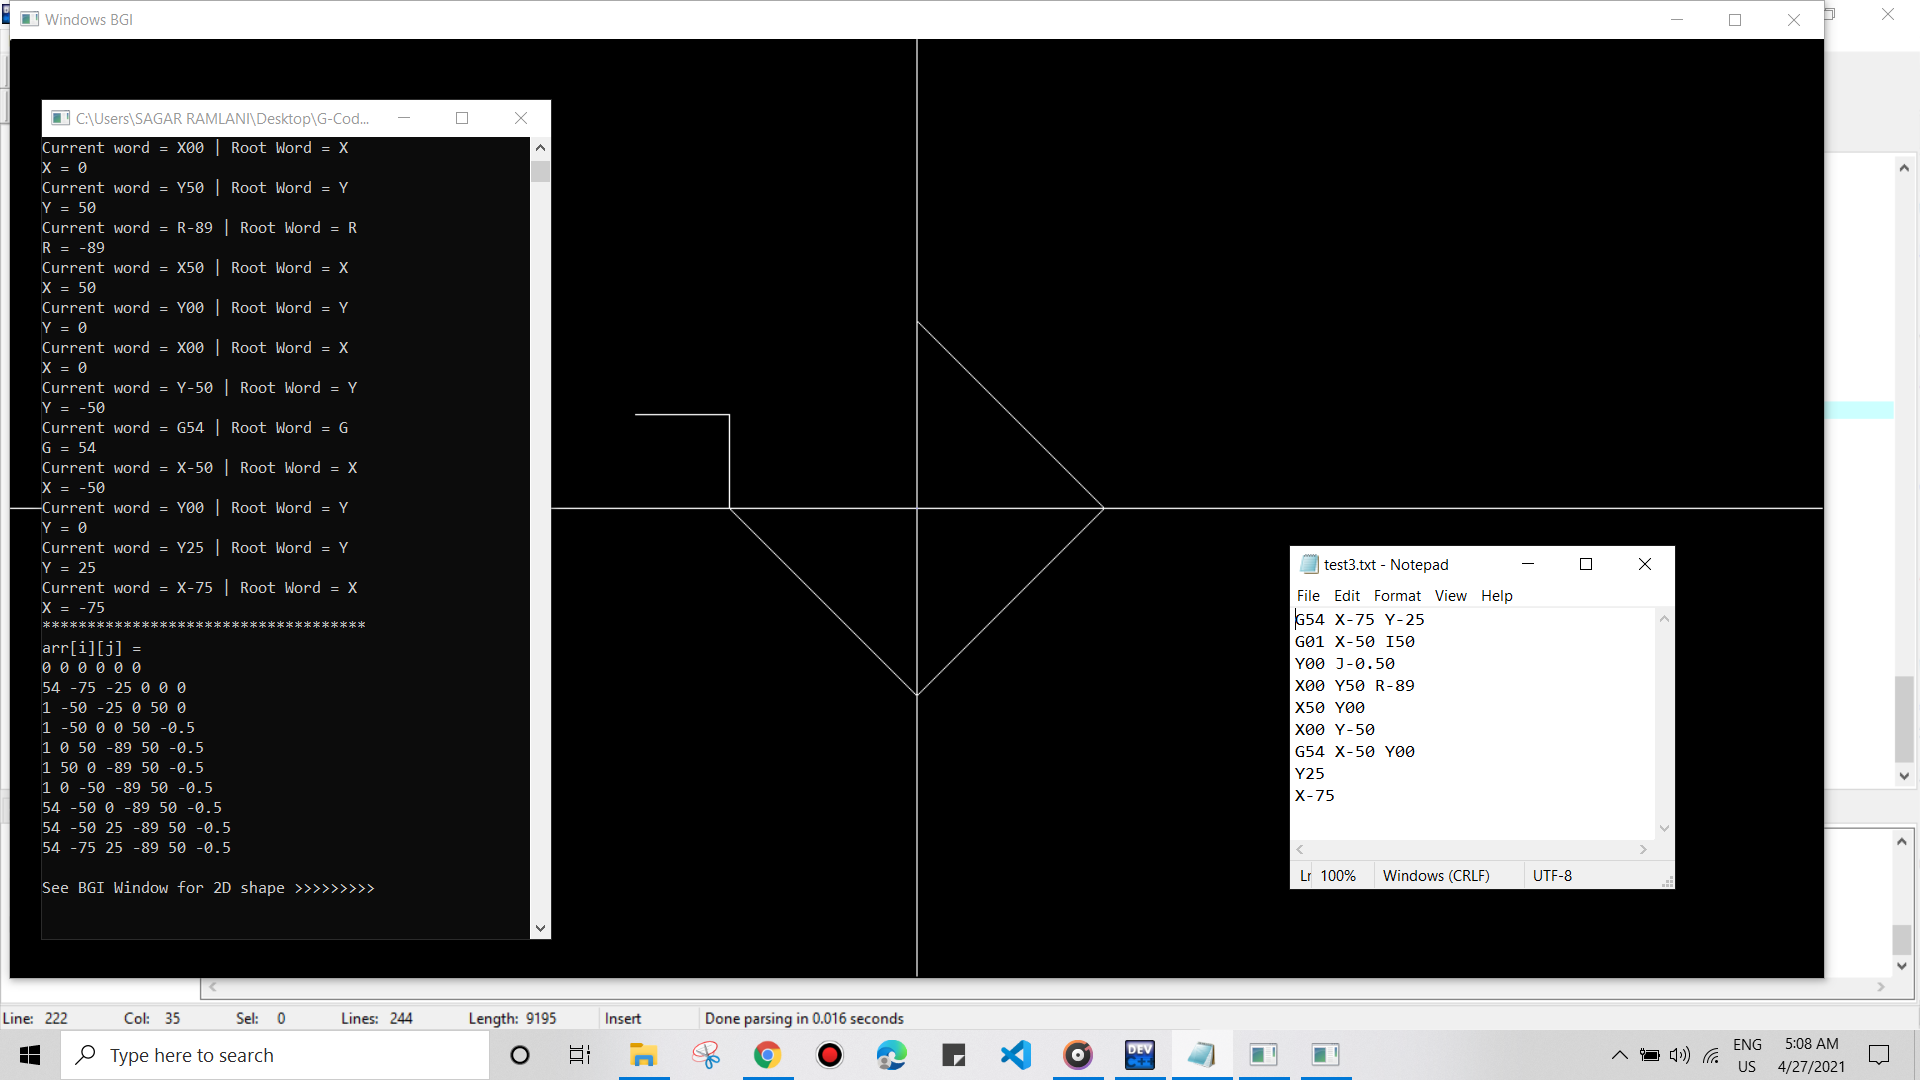 Windows BGI
C:\Users\SAGAR RAMLANI\Desktop\G-Cod...
Current word = X00 | Root Word = X
X = 0
Current word = Y50 | Root Word = Y
Y = 50
Current word = R-89 | Root Word = R
R = -89
Current word = X50 | Root Word = X
X = 50
Current word = Y00 | Root Word = Y
Y = 0
Current word = X00 | Root Word = X
X = 0
Current word = Y-50 | Root Word = Y
Y = -50
Current word = G54 | Root Word = G
G = 54
Current word = X-50 | Root Word = X
X = -50
Current word = Y00 | Root Word = Y
Y = 0
Current word = Y25 | Root Word = Y
Y = 25
Current word = X-75 | Root Word = X
X = -75
************************************
arr[i][j] =
0 0 0 0 0 0
54 -75 -25 0 0 0
1 -50 -25 0 50 0
1 -50 0 0 50 -0.5
1 0 50 -89 50 -0.5
1 50 0 -89 50 -0.5
1 0 -50 -89 50 -0.5
54 -50 0 -89 50 -0.5
54 -50 25 -89 50 -0.5
54 -75 25 -89 50 -0.5
See BGI Window for 2D shape >>>>>>>>>
test3.txt - Notepad
File Edit Format View Help
G54 X-75 Y-25
G01 X-50 I50
Y00 J-0.50
X00 Y50 R-89
X50 Y00
X00 Y-50
G54 X-50 Y00
Y25
X-75
100% Windows (CRLF) UTF-8
Line: 222 Col: 35 Sel: 0 Lines: 244 Length: 9195 Insert Done parsing in 0.016 seconds
Type here to search
DEV C++
ENG
US
5:08 AM
4/27/2021